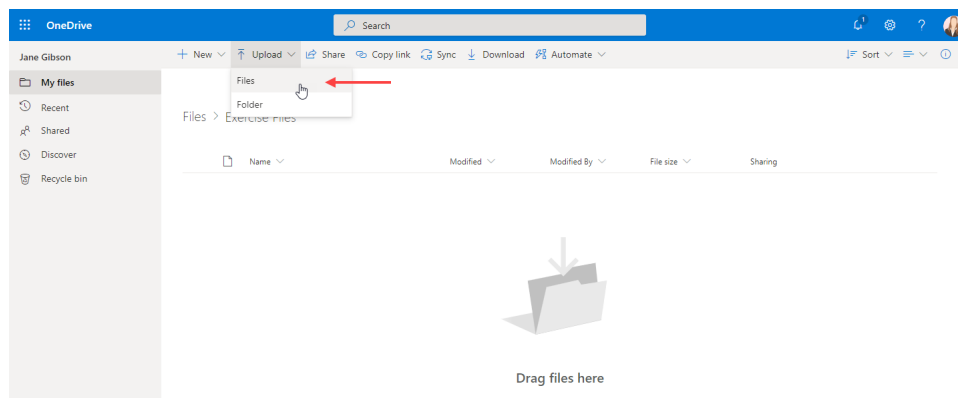 OneDrive
Search
1
?
Jane Gibson
New Upload Share Copy link Sync Download Automate Sort
My files
Files
Recent
Folder
Files > Exercise Files
Shared
Discover
Name Modified Modified By File size Sharing
Recycle bin
Drag files here